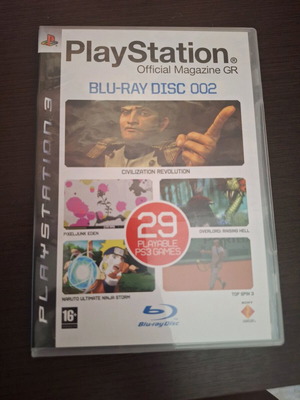 PlayStation®
Official Magazine GR
BLU-RAY DISC 002
PLAYSTATION 3
CIVILIZATION REVOLUTION
PIXELJUNK EDEN
OVERLORD: RAISING HELL
29
PLAYABLE
PS3 GAMES
NARUTO ULTIMATE NINJA STORM
TOP SPIN 3
16+
Blu-ray Disc